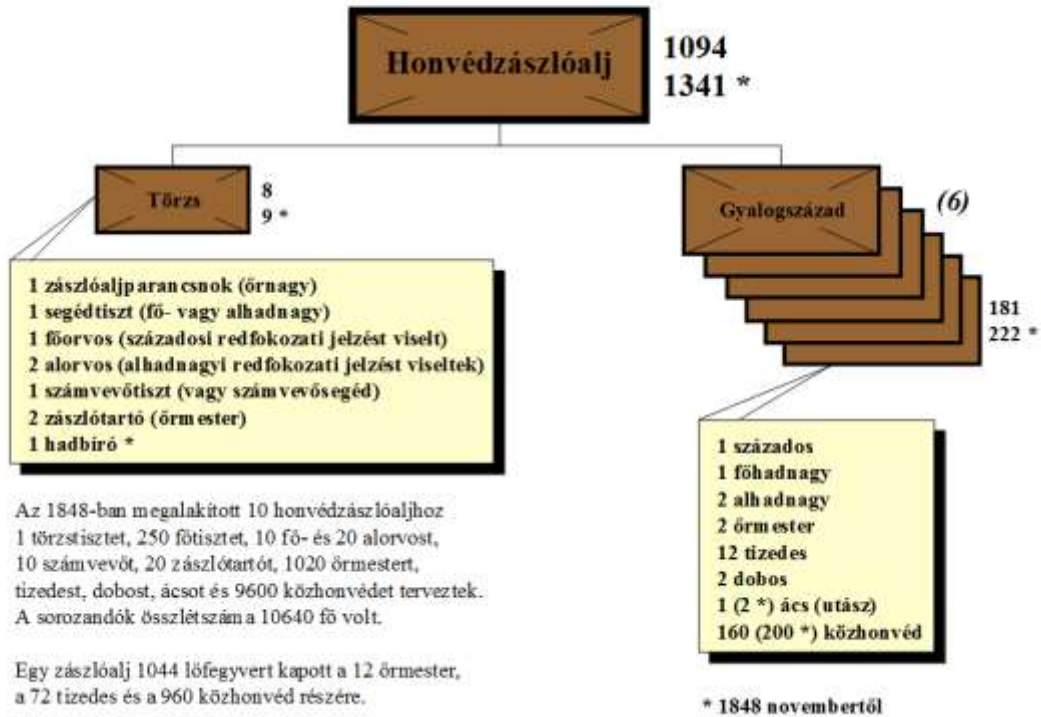 Honvédzászlóalj
1094
1341 *
Törzs
8
9 *
Gyalogszázad
(6)
181
222 *
1 zászlóaljparancsnok (őrnagy)
1 segédtiszt (fő- vagy alhadnagy)
1 főorvos (századosi redfokozati jelzést viselt)
2 alorvos (alhadnagyi redfokozati jelzést viseltek)
1 számvevőtiszt (vagy számvevősegéd)
2 zászlótartó (őrmester)
1 hadbíró *
1 százados
1 főhadnagy
2 alhadnagy
2 őrmester
12 tizedes
2 dobos
1 (2 *) ács (utász)
160 (200 *) közhonvéd
Az 1848-ban megalakított 10 honvédzászlóaljhoz
1 törzstisztet, 250 főtisztet, 10 fő- és 20 alorvost,
10 számvevőt, 20 zászlótartót, 1020 őrmestert,
tizedest, dobost, ácsot és 9600 közhonvédet terveztek.
A sorozandók összlétszáma 10640 fő volt.
Egy zászlóalj 1044 lőfegyvert kapott a 12 őrmester,
a 72 tizedes és a 960 közhonvéd részére.
* 1848 novembertől